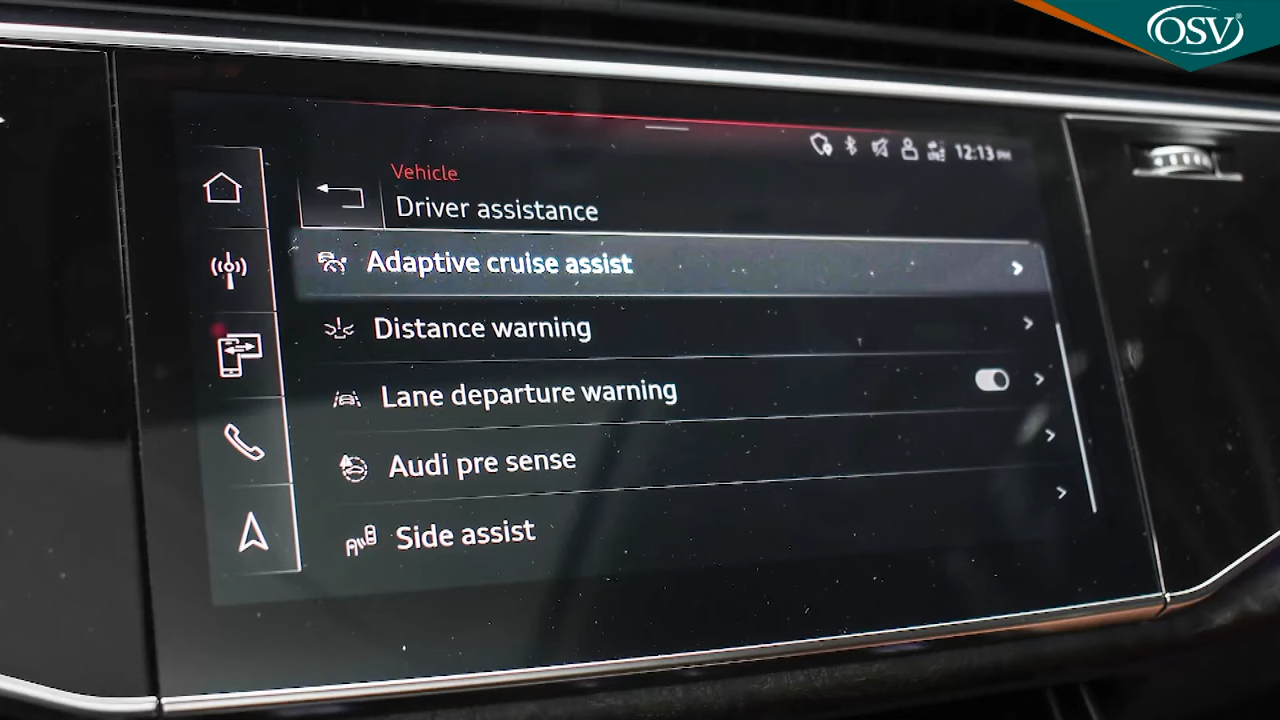 OSV
12:13 PM
Vehicle
Driver assistance
Adaptive cruise assist
Distance warning
Lane departure warning
Audi pre sense
Side assist